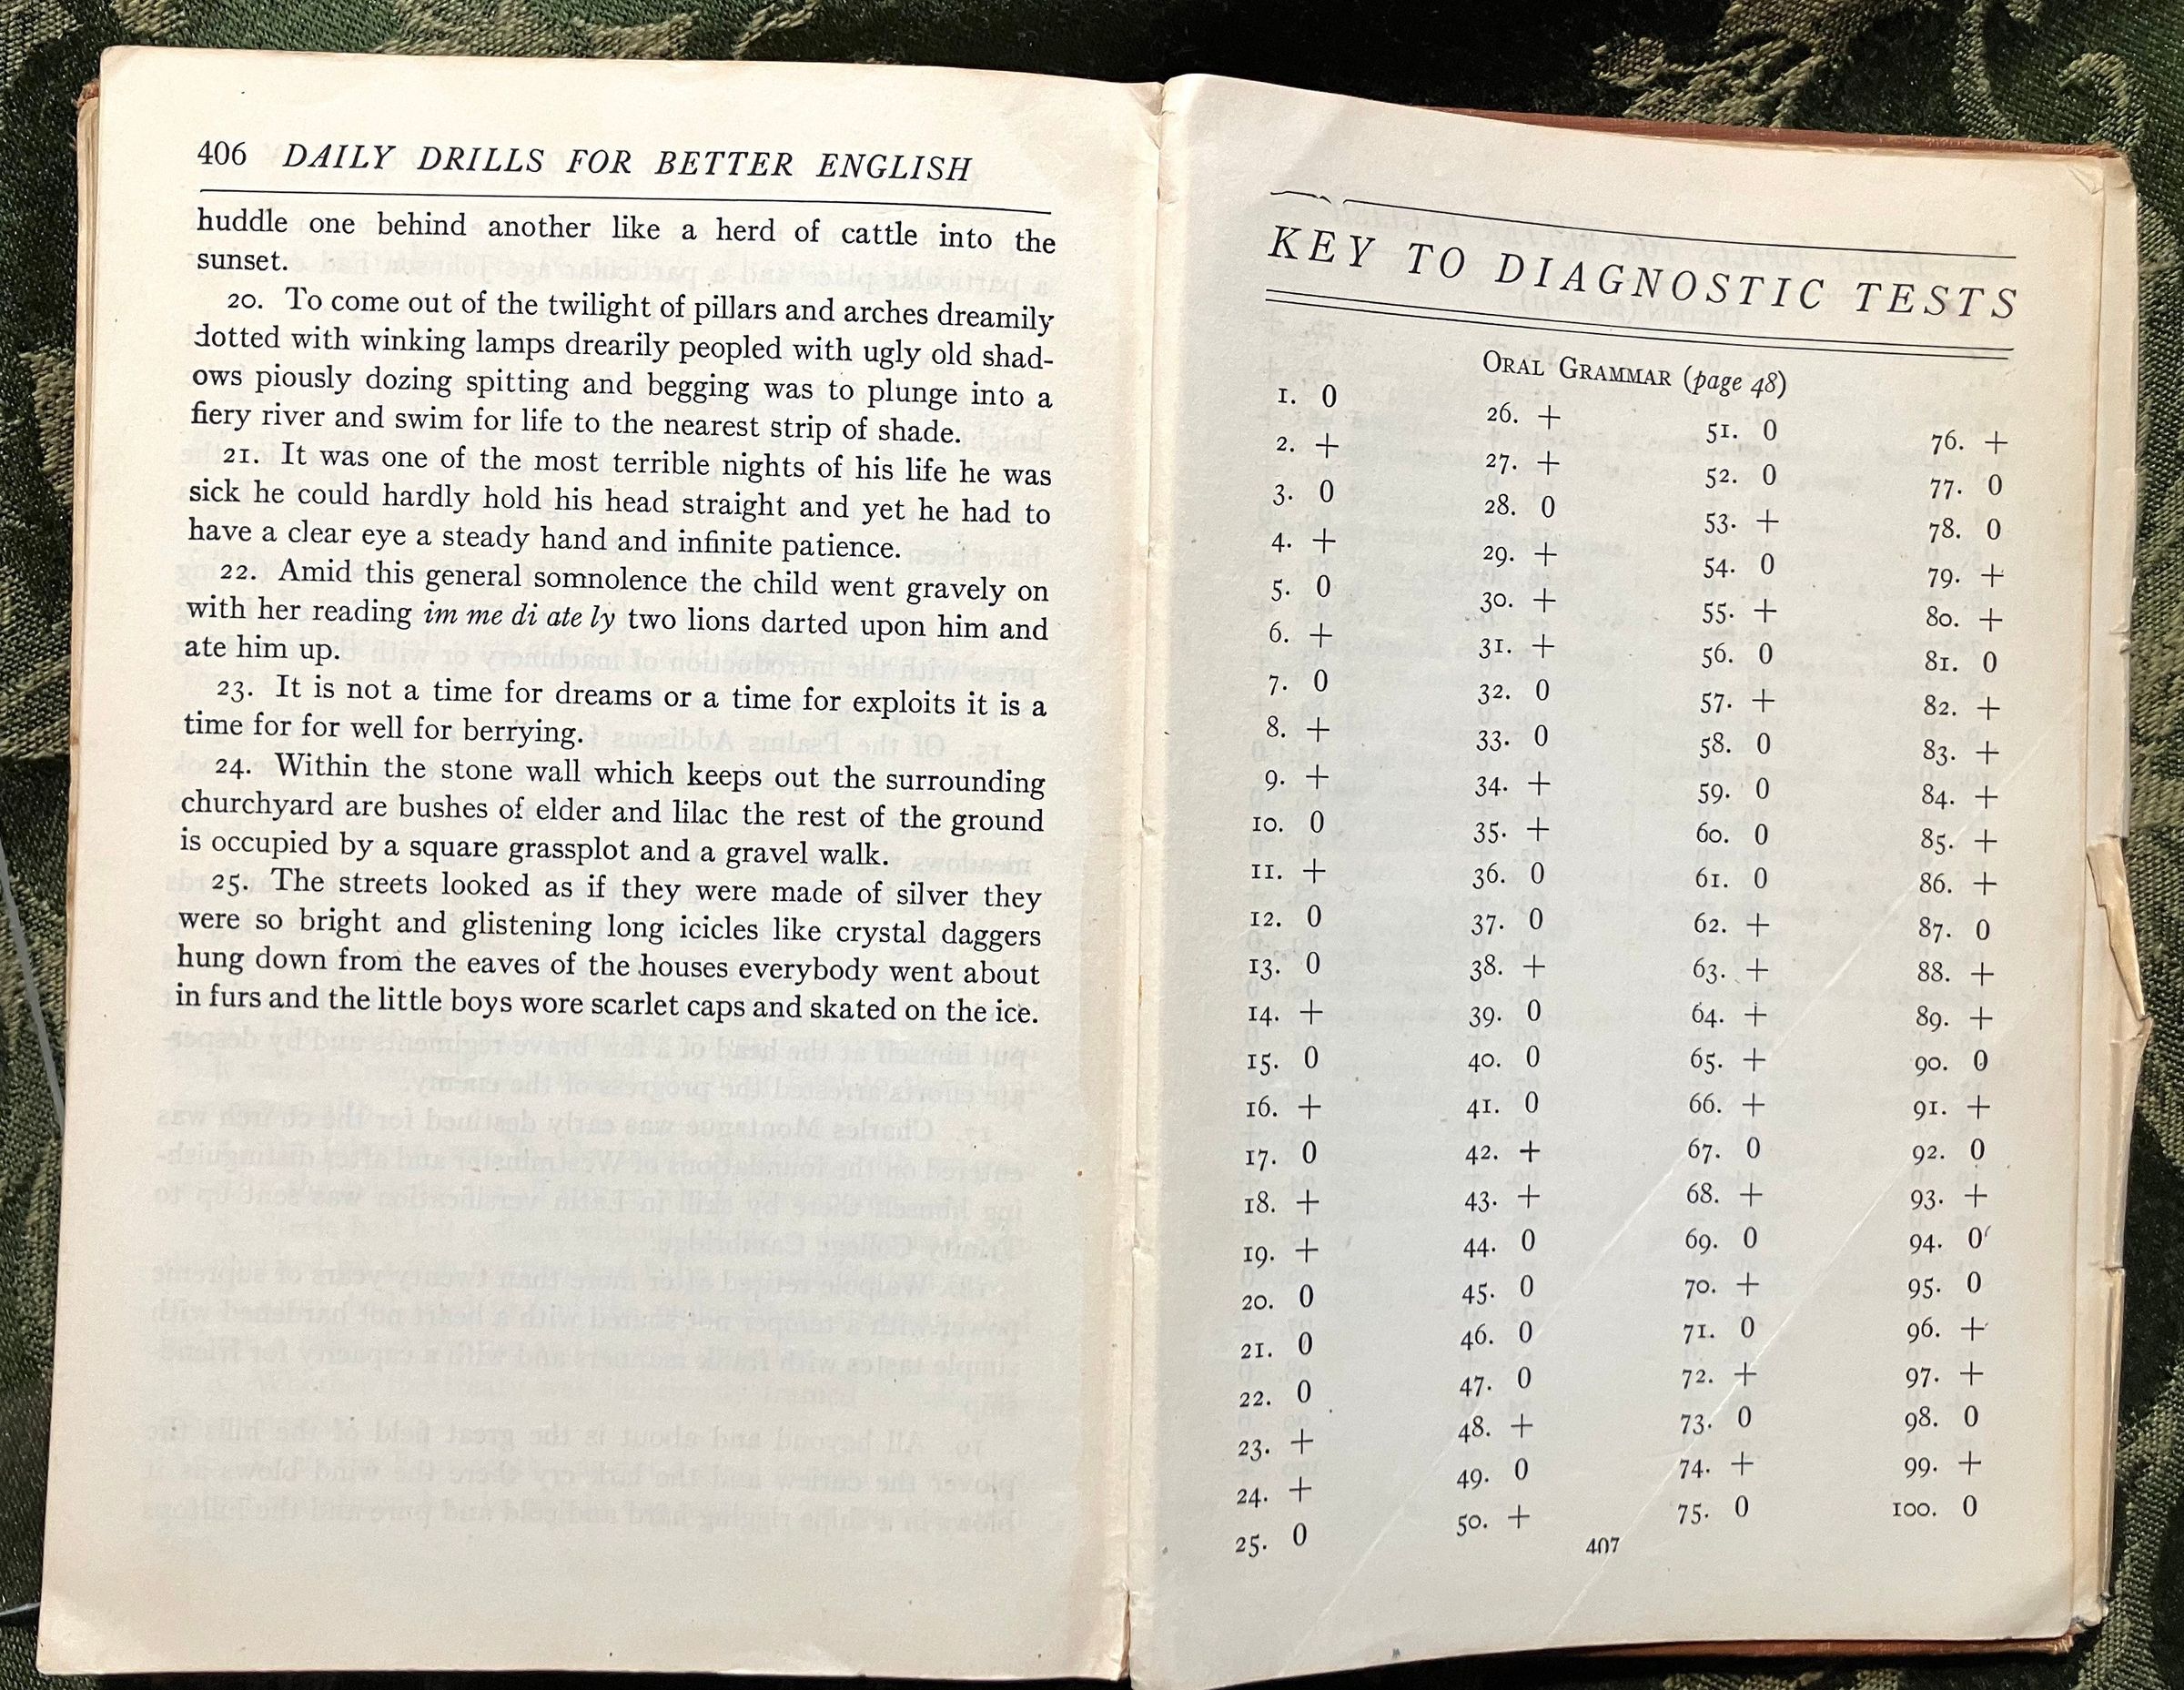 406 DAILY DRILLS FOR BETTER ENGLISH
huddle one behind another like a herd of cattle into the
sunset.
20. To come out of the twilight of pillars and arches dreamily
dotted with winking lamps drearily peopled with ugly old shad-
ows piously dozing spitting and begging was to plunge into a
fiery river and swim for life to the nearest strip of shade.
21. It was one of the most terrible nights of his life he was
sick he could hardly hold his head straight and yet he had to
have a clear eye a steady hand and infinite patience.
22. Amid this general somnolence the child went gravely on
with her reading im me di ate ly two lions darted upon him and
ate him up.
23. It is not a time for dreams or a time for exploits it is a
time for for well for berrying.
24. Within the stone wall which keeps out the surrounding
churchyard are bushes of elder and lilac the rest of the ground
is occupied by a square grassplot and a gravel walk.
25. The streets looked as if they were made of silver they
were so bright and glistening long icicles like crystal daggers
hung down from the eaves of the houses everybody went about
in furs and the little boys wore scarlet caps and skated on the ice.
KEY TO DIAGNOSTIC TESTS
ORAL GRAMMAR (page 48)
1. 0 26. + 51. 0 76. +
2. + 27. + 52. 0 77. 0
3. 0 28. 0 53. + 78. 0
4. + 29. + 54. 0 79. +
5. 0 30. + 55. + 80. +
6. + 31. + 56. 0 81. 0
7. 0 32. 0 57. + 82. +
8. + 33. 0 58. 0 83. +
9. + 34. + 59. 0 84. +
10. 0 35. + 60. 0 85. +
11. + 36. 0 61. 0 86. +
12. 0 37. 0 62. + 87. 0
13. 0 38. + 63. + 88. +
14. + 39. 0 64. + 89. +
15. 0 40. 0 65. + 90. 0
16. + 41. 0 66. + 91. +
17. 0 42. + 67. 0 92. 0
18. + 43. + 68. + 93. +
19. + 44. 0 69. 0 94. 0
20. 0 45. 0 70. + 95. 0
21. 0 46. 0 71. 0 96. +
22. 0 47. 0 72. + 97. +
23. + 48. + 73. 0 98. 0
24. + 49. 0 74. + 99. +
25. 0 50. + 75. 0 100. 0
407